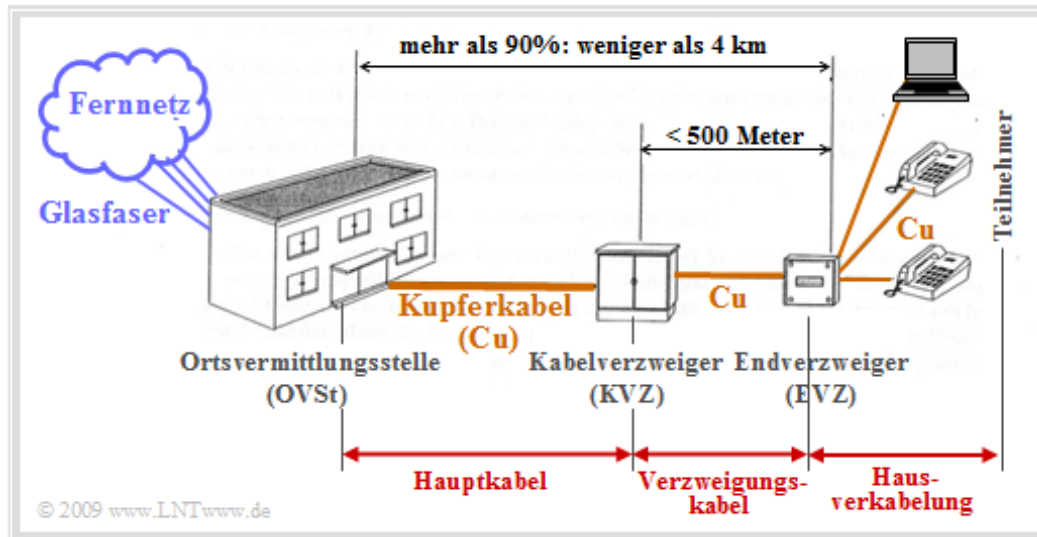 mehr als 90%: weniger als 4 km
Fernnetz
< 500 Meter
Glasfaser
Teilnehmer
Cu
Kupferkabel
(Cu)
Cu
Ortsvermittlungsstelle
(OVSt)
Kabelverzweiger
(KVZ)
Endverzweiger
(EVZ)
Hauptkabel
Verzweigungs-
kabel
Haus-
verkabelung
© 2009 www.LNTwww.de